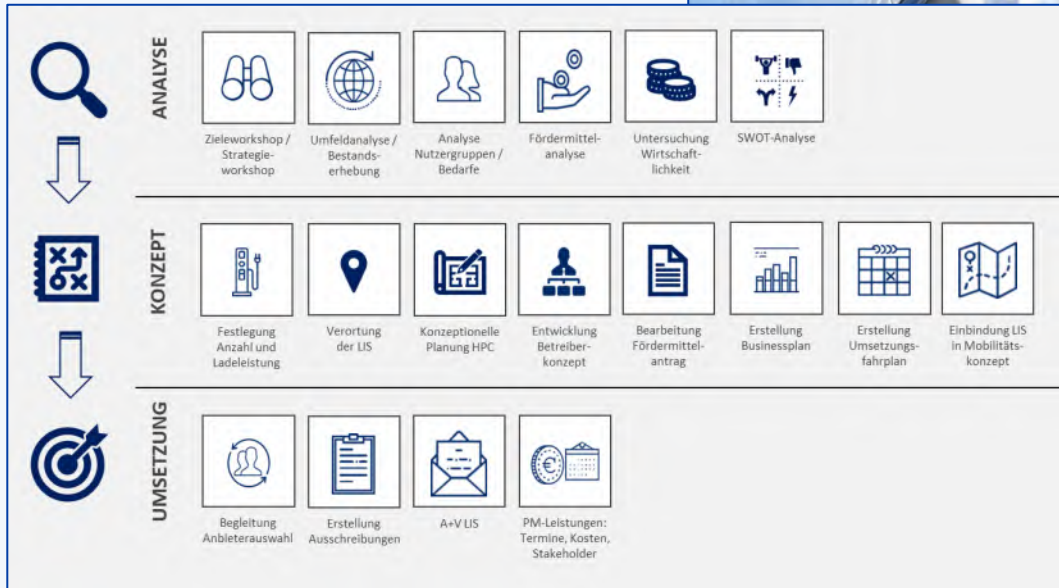 ANALYSE
Zieleworkshop /
Strategie-
workshop
Umfeldanalyse /
Bestands-
erhebung
Analyse
Nutzergruppen /
Bedarfe
Fördermittel-
analyse
Untersuchung
Wirtschaft-
lichkeit
SWOT-Analyse
KONZEPT
Festlegung
Anzahl und
Ladeleistung
Verortung
der LIS
Konzeptionelle
Planung HPC
Entwicklung
Betreiber-
konzept
Bearbeitung
Fördermittel-
antrag
Erstellung
Businessplan
Erstellung
Umsetzungs-
fahrplan
Einbindung LIS
in Mobilitäts-
konzept
UMSETZUNG
Begleitung
Anbieterauswahl
Erstellung
Ausschreibungen
A+V LIS
PM-Leistungen:
Termine, Kosten,
Stakeholder